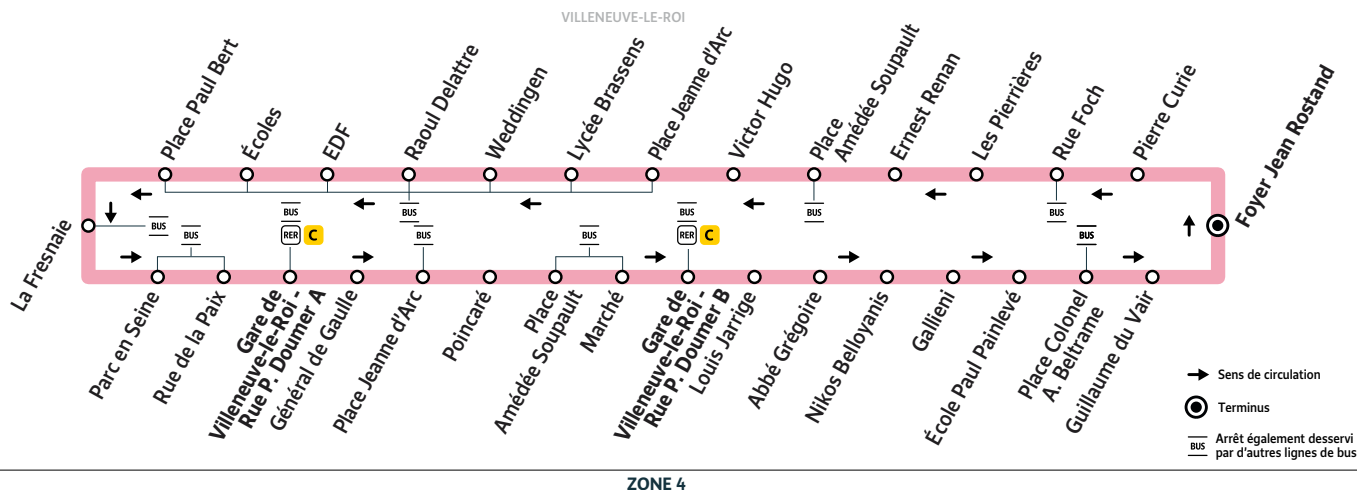 VILLENEUVE-LE-ROI
Place Paul Bert
Écoles
EDF
Raoul Delattre
Weddingen
Lycée Brassens
Place Jeanne d'Arc
Victor Hugo
Place
Amédée Soupault
Ernest Renan
Les Pierrières
Rue Foch
Pierre Curie
Foyer Jean Rostand
BUS
BUS
BUS
BUS
BUS
RER C
BUS
BUS
BUS
BUS
RER C
BUS
La Fresnaie
Parc en Seine
Rue de la Paix
Gare de
Villeneuve-le-Roi -
Rue P. Doumer A
Général de Gaulle
Place Jeanne d'Arc
Poincaré
Place
Amédée Soupault
Marché
Gare de
Villeneuve-le-Roi -
Rue P. Doumer B
Louis Jarrige
Abbé Grégoire
Nikos Belloyanis
Gallieni
École Paul Painlevé
Place Colonel
A. Beltrame
Guillaume du Vair
Sens de circulation
Terminus
BUS
Arrêt également desservi
par d'autres lignes de bus
ZONE 4